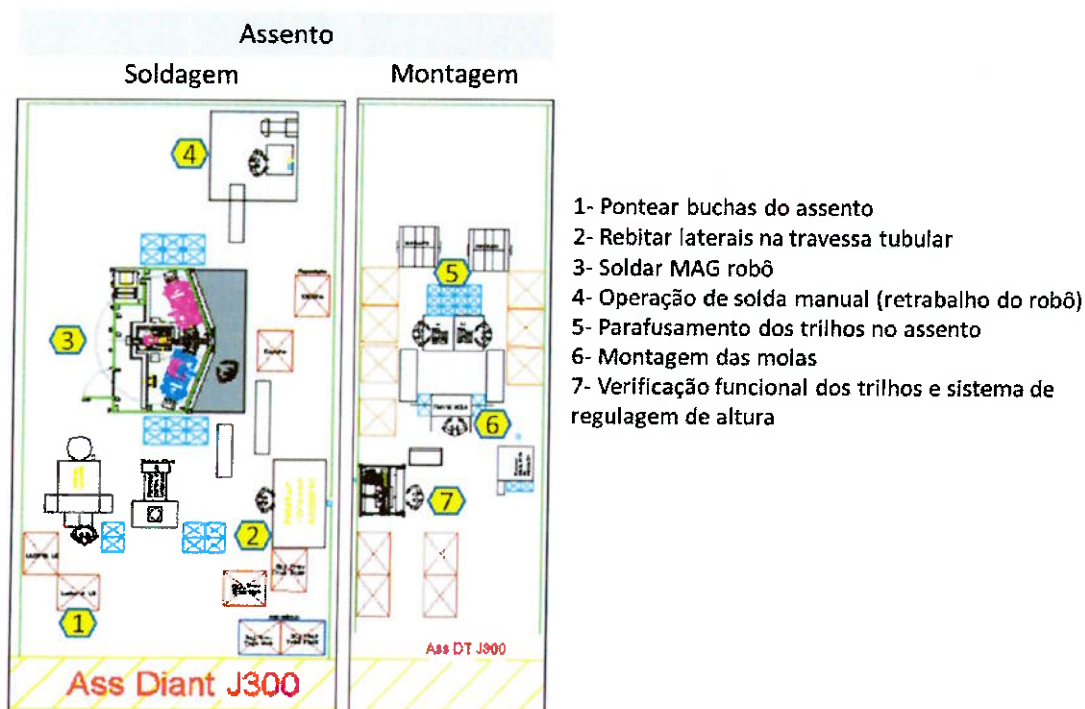 Assento
Soldagem
Montagem
4
3
2
1
5
6
7
Ass DT J300
Ass Diant J300
1- Pontear buchas do assento
2- Rebitar laterais na travessa tubular
3- Soldar MAG robô
4- Operação de solda manual (retrabalho do robô)
5- Parafusamento dos trilhos no assento
6- Montagem das molas
7- Verificação funcional dos trilhos e sistema de
regulagem de altura